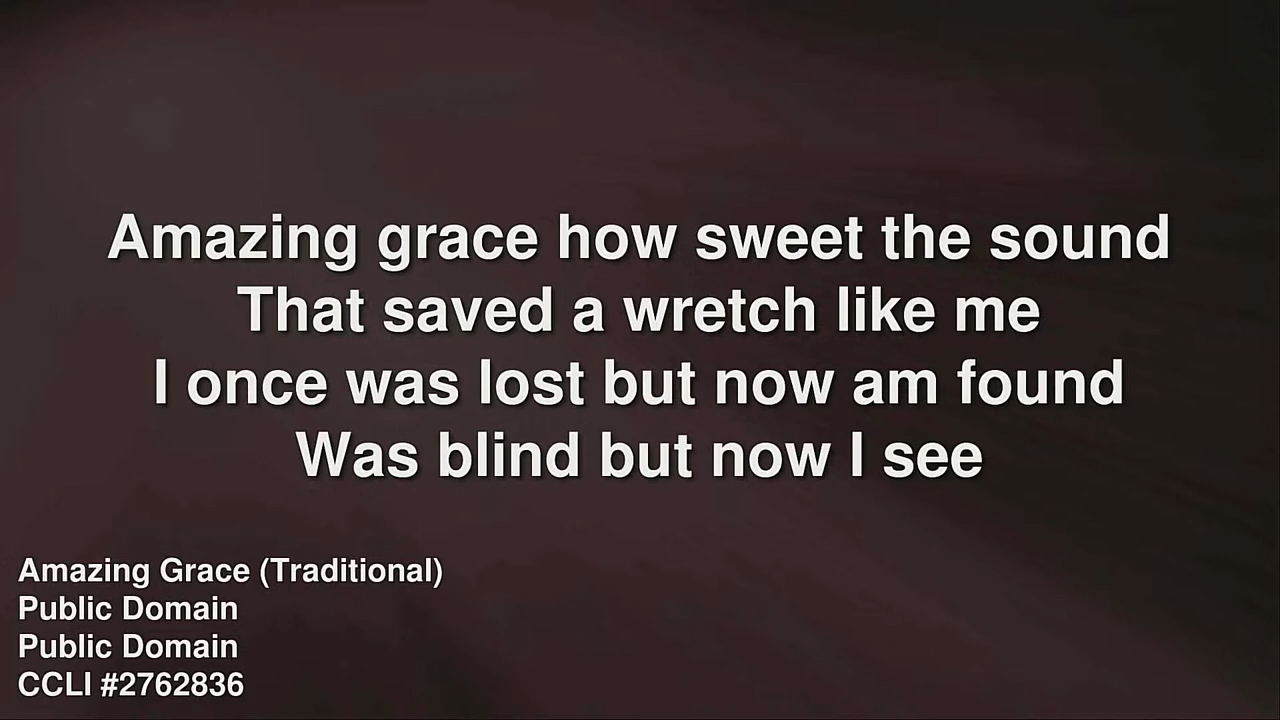 Amazing grace how sweet the sound
That saved a wretch like me
I once was lost but now am found
Was blind but now I see
Amazing Grace (Traditional)
Public Domain
Public Domain
CCLI #2762836